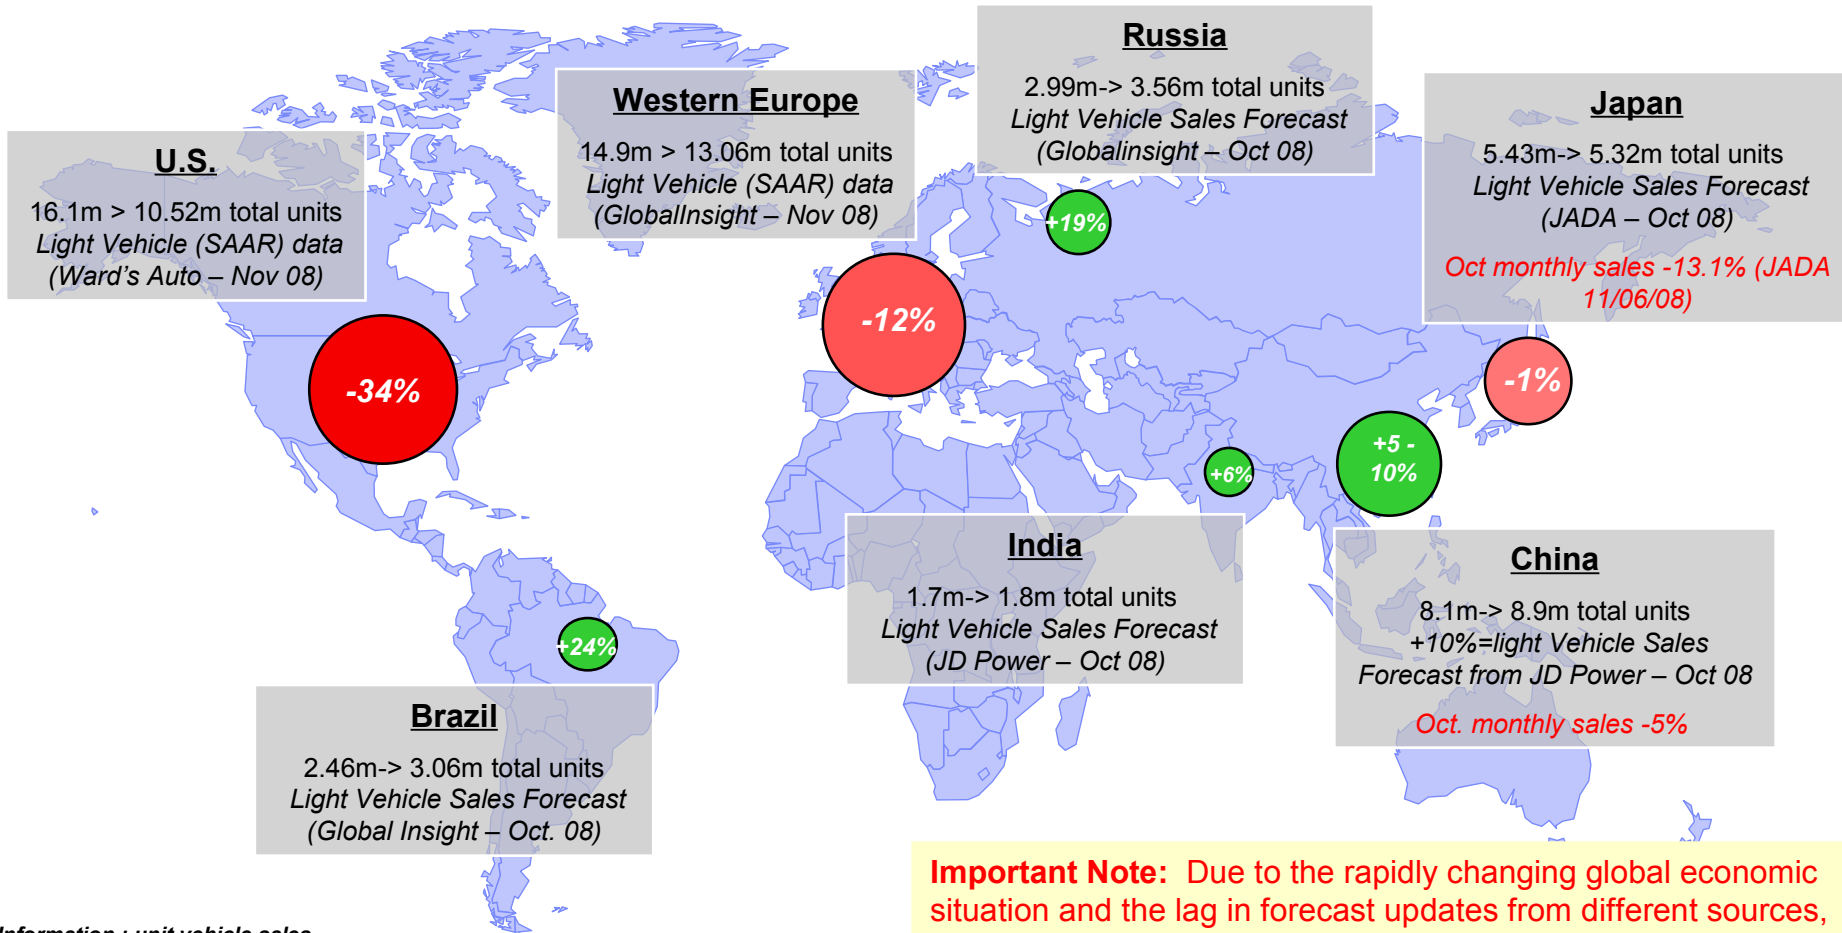 Russia
2.99m-> 3.56m total units
Light Vehicle Sales Forecast
(Globalinsight – Oct 08)
Western Europe
14.9m > 13.06m total units
Light Vehicle (SAAR) data
(GlobalInsight – Nov 08)
Japan
5.43m-> 5.32m total units
Light Vehicle Sales Forecast
(JADA – Oct 08)
Oct monthly sales -13.1% (JADA
11/06/08)
U.S.
16.1m > 10.52m total units
Light Vehicle (SAAR) data
(Ward's Auto – Nov 08)
+19%
-12%
-34%
-1%
+5 -
10%
+6%
India
1.7m-> 1.8m total units
Light Vehicle Sales Forecast
(JD Power – Oct 08)
China
8.1m-> 8.9m total units
+10%=light Vehicle Sales
Forecast from JD Power – Oct 08
Oct. monthly sales -5%
+24%
Brazil
2.46m-> 3.06m total units
Light Vehicle Sales Forecast
(Global Insight – Oct. 08)
Important Note: Due to the rapidly changing global economic
situation and the lag in forecast updates from different sources,
Information : unit vehicle sales